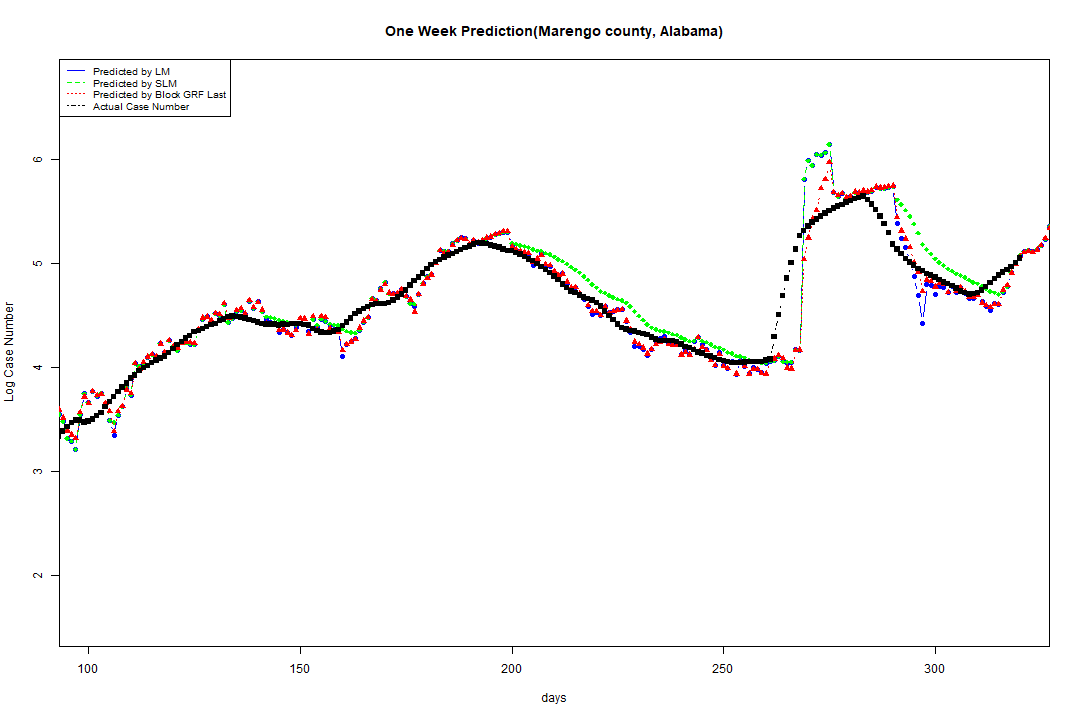 One Week Prediction(Marengo county, Alabama)
Predicted by LM
Predicted by SLM
Predicted by Block GRF Last
Actual Case Number
6
5
4
3
2
Log Case Number
100 150 200 250 300
days